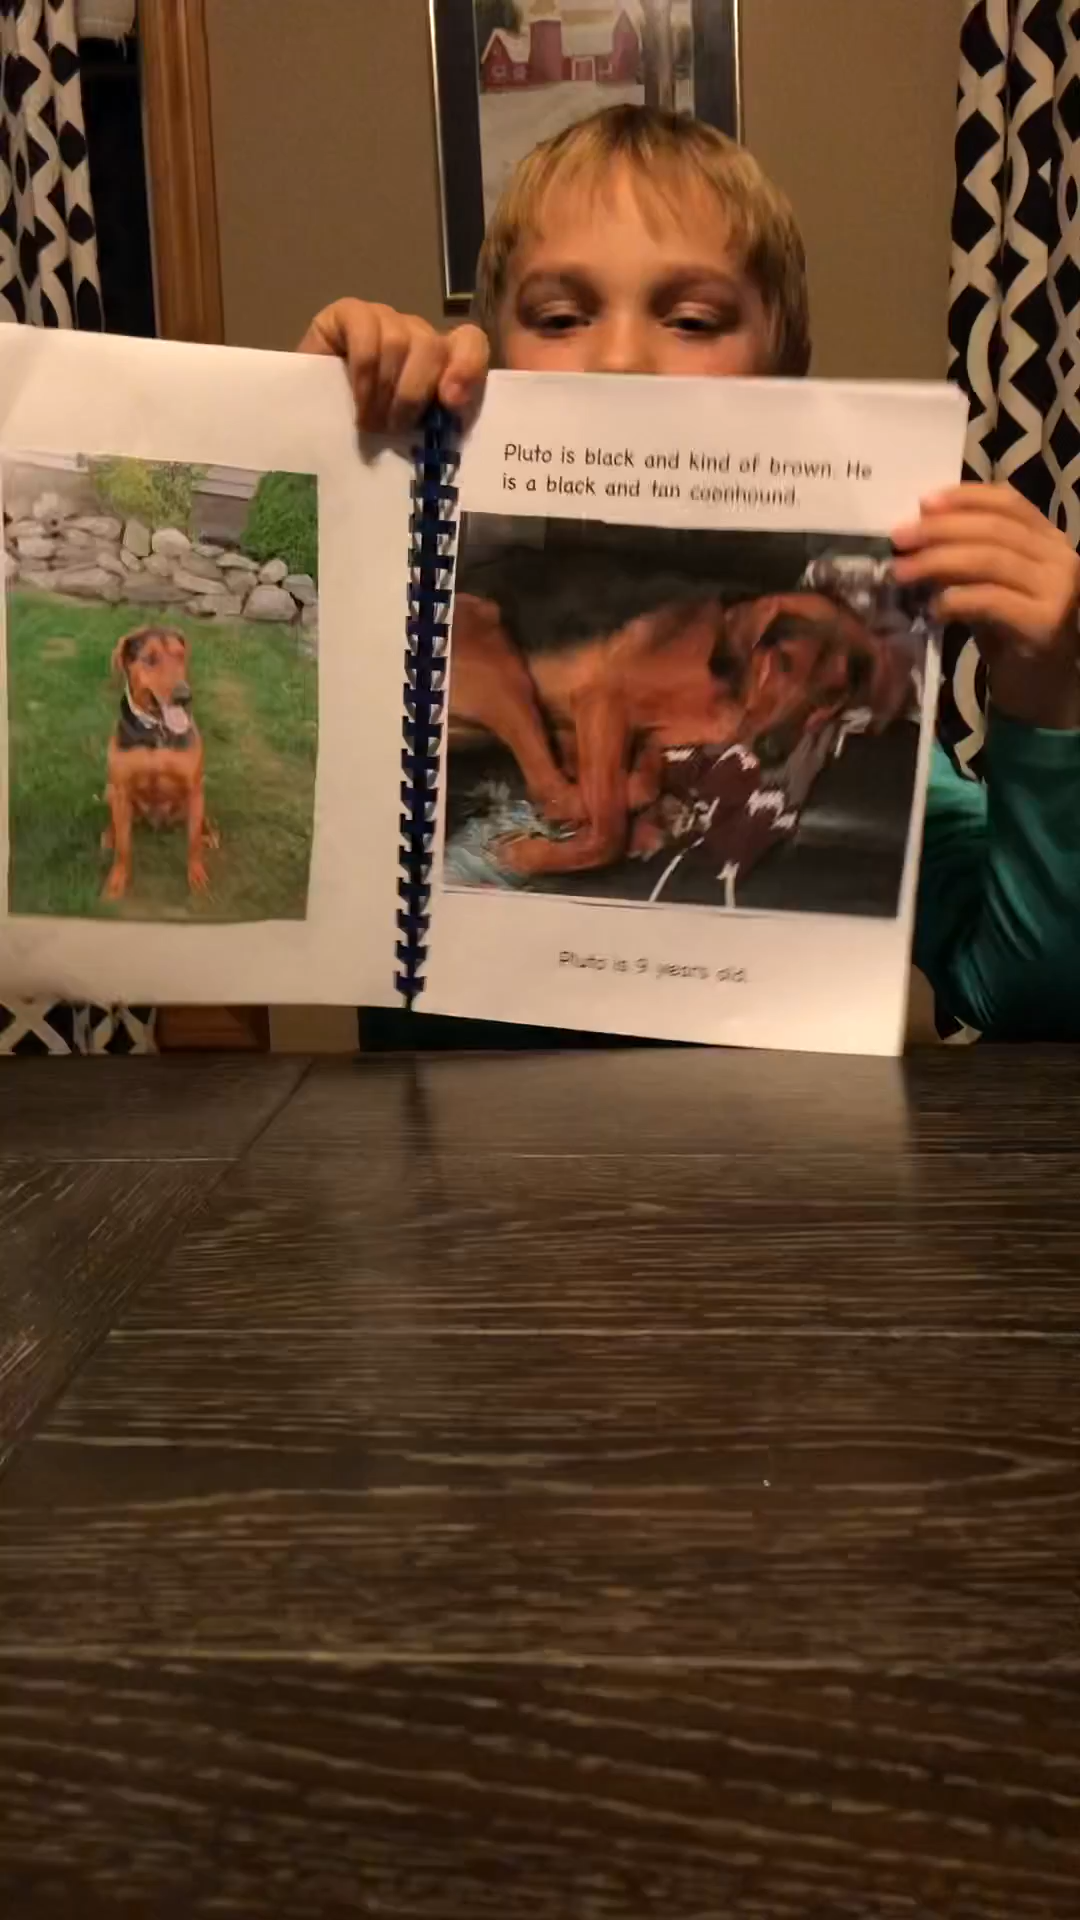 Pluto is black and kind of brown. He
is a black and tan coonhound.
Pluto is 9 years old.